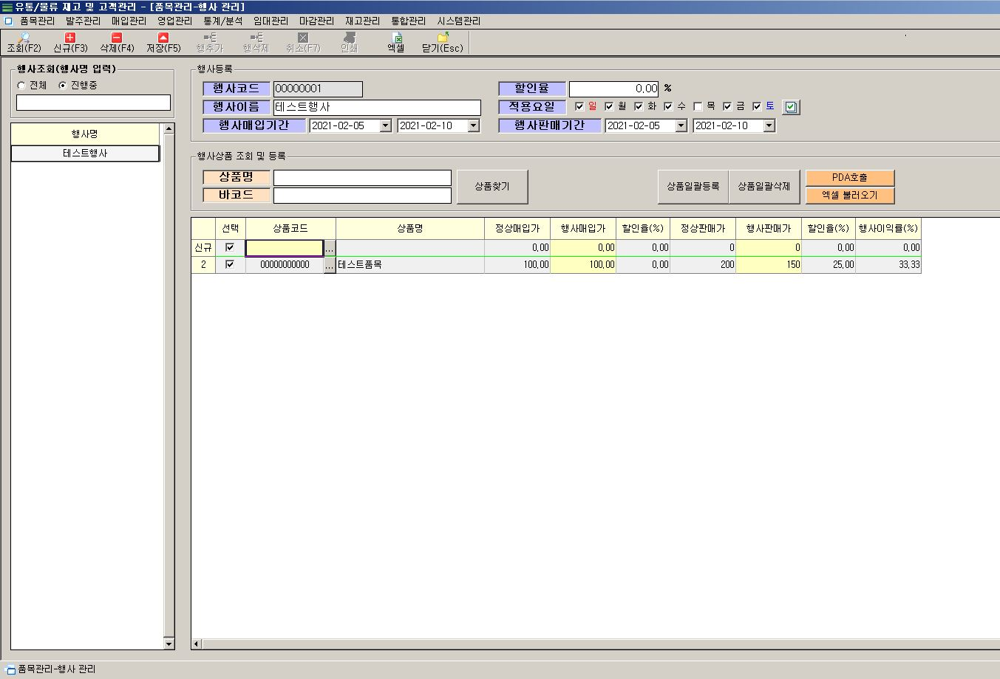 유통/물류 재고 및 고객관리 - [품목관리-행사 관리]
품목관리 발주관리 매입관리 영업관리 통계/분석 임대관리 마감관리 재고관리 통합관리 시스템관리
조회(F2) 신규(F3) 삭제(F4) 저장(F5) 행추가 행삭제 취소(F7) 인쇄 엑셀 닫기(Esc)
행사조회(행사명 입력)
전체 진행중
행사명
테스트행사
행사등록
행사코드 00000001 할인율 0.00 %
행사이름 테스트행사 적용요일 일 월 화 수 목 금 토
행사매입기간 2021-02-05 2021-02-10 행사판매기간 2021-02-05 2021-02-10
행사상품 조회 및 등록
상품명
바코드
상품찾기 상품일괄등록 상품일괄삭제
PDA호출
엑셀 불러오기
선택 상품코드 상품명 정상매입가 행사매입가 할인율(%) 정상판매가 행사판매가 할인율(%) 행사이익률(%)
신규 ... 0.00 0.00 0.00 0 0 0.00 0.00
2 00000000000 ... 테스트품목 100.00 100.00 0.00 200 150 25.00 33.33
품목관리-행사 관리